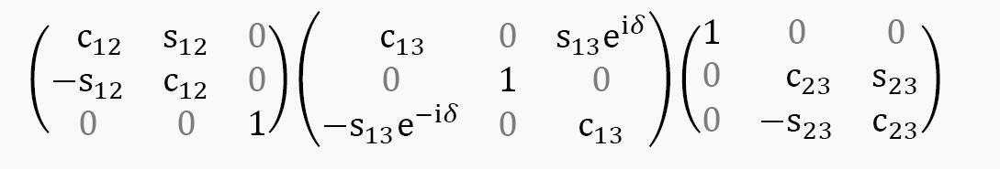 ( c₁₂ s₁₂ 0 ) ( c₁₃ 0 s₁₃e^{iδ} ) ( 1 0 0 )
( −s₁₂ c₁₂ 0 ) ( 0 1 0 ) ( 0 c₂₃ s₂₃ )
( 0 0 1 ) ( −s₁₃e^{−iδ} 0 c₁₃ ) ( 0 −s₂₃ c₂₃ )